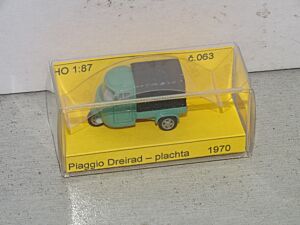 HO 1:87 č.063
Piaggio Dreirad – plachta 1970